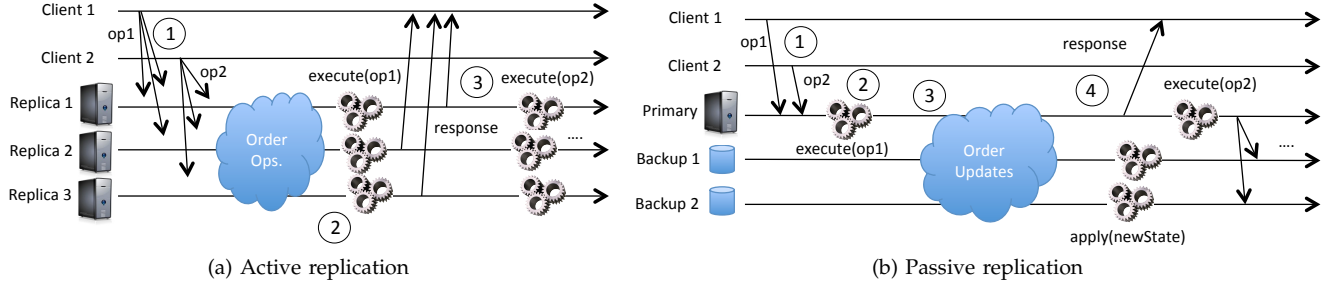 Client 1
op1
1
Client 2
op2
execute(op1)
3
execute(op2)
Replica 1
response
Replica 2
Order
Ops.
....
Replica 3
2
(a) Active replication
Client 1
op1
1
response
Client 2
op2
2
3
4
execute(op2)
Primary
execute(op1)
....
Backup 1
Order
Updates
Backup 2
apply(newState)
(b) Passive replication